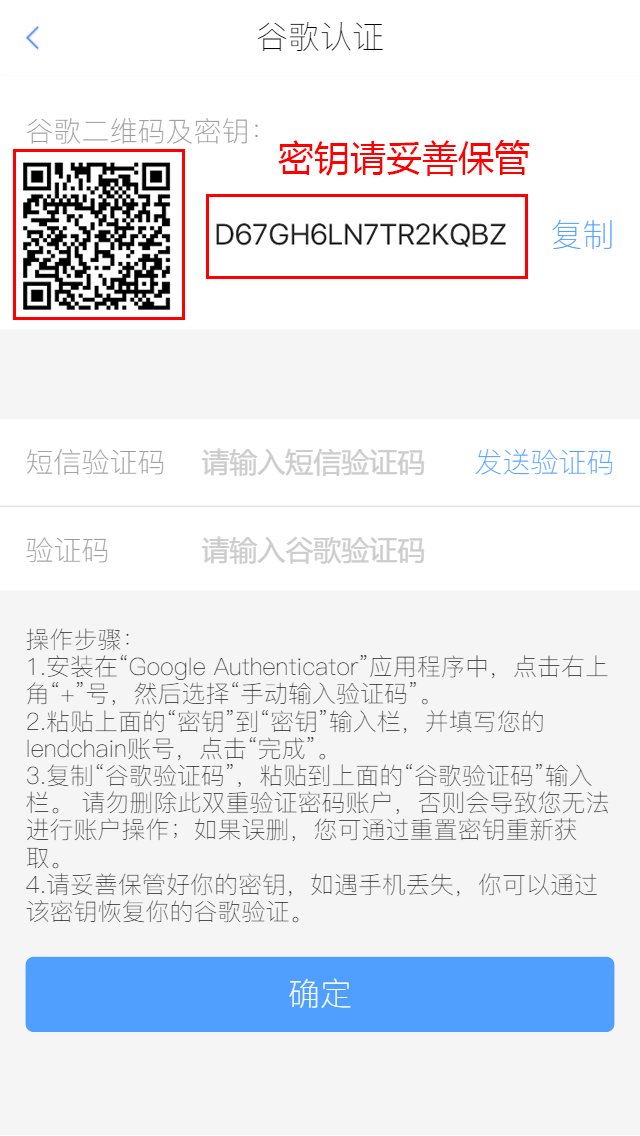 谷歌认证
谷歌二维码及密钥:
密钥请妥善保管
D67GH6LN7TR2KQBZ
复制
短信验证码 请输入短信验证码 发送验证码
验证码 请输入谷歌验证码
操作步骤:
1.安装在“Google Authenticator”应用程序中，点击右上
角“+”号，然后选择“手动输入验证码”。
2.粘贴上面的“密钥”到“密钥”输入栏，并填写您的
lendchain账号，点击“完成”。
3.复制“谷歌验证码”，粘贴到上面的“谷歌验证码”输入
栏。 请勿删除此双重验证密码账户，否则会导致您无法
进行账户操作；如果误删，您可通过重置密钥重新获
取。
4.请妥善保管好你的密钥，如遇手机丢失，你可以通过
该密钥恢复你的谷歌验证。
确定